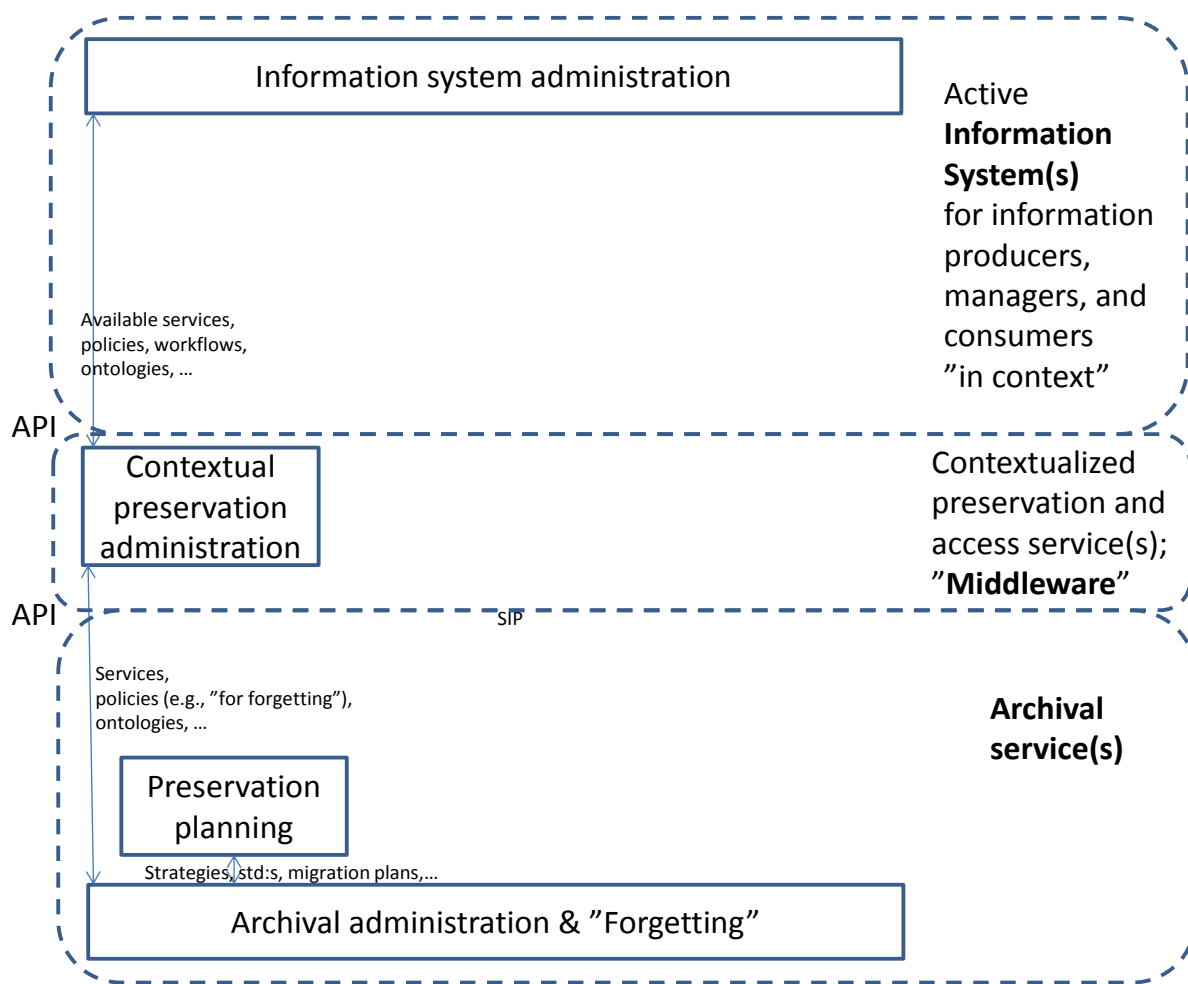 Information system administration
Active
Information
System(s)
for information
producers,
managers, and
consumers
”in context”
Available services,
policies, workflows,
ontologies, ...
API
Contextual
preservation
administration
Contextualized
preservation and
access service(s);
”Middleware”
API
SIP
Services,
policies (e.g., ”for forgetting”),
ontologies, ...
Archival
service(s)
Preservation
planning
Strategies, std:s, migration plans,...
Archival administration & ”Forgetting”